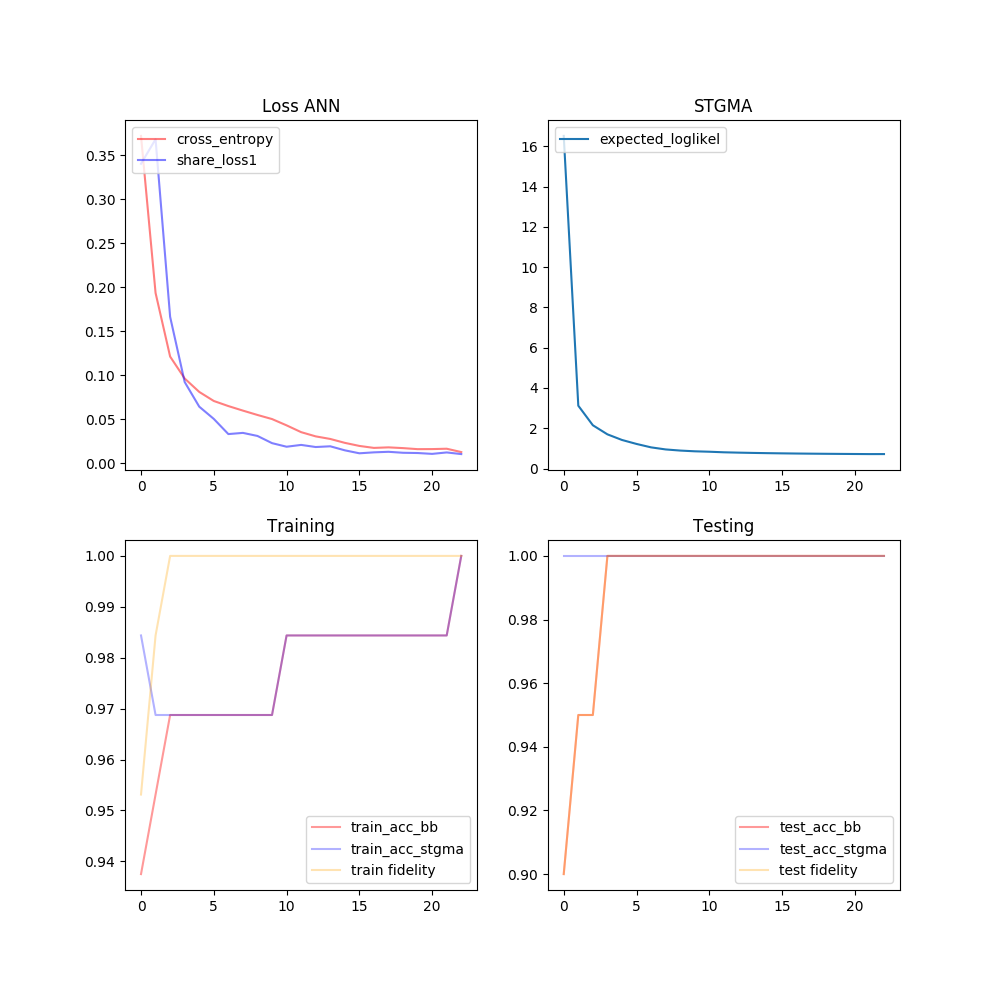 Loss ANN
cross_entropy
share_loss1
0.35
0.30
0.25
0.20
0.15
0.10
0.05
0.00
0 5 10 15 20
STGMA
expected_loglikel
16
14
12
10
8
6
4
2
0
0 5 10 15 20
Training
1.00
0.99
0.98
0.97
0.96
0.95
0.94
train_acc_bb
train_acc_stgma
train fidelity
0 5 10 15 20
Testing
1.00
0.98
0.96
0.94
0.92
0.90
test_acc_bb
test_acc_stgma
test fidelity
0 5 10 15 20